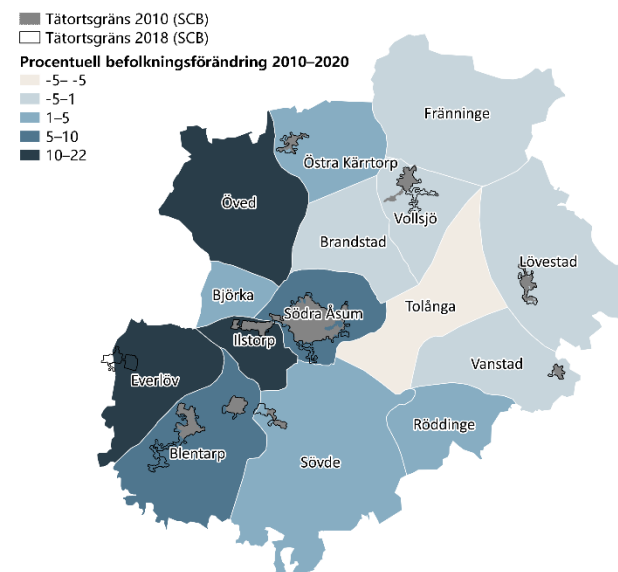 Tätortsgräns 2010 (SCB)
Tätortsgräns 2018 (SCB)
Procentuell befolkningsförändring 2010–2020
-5– -5
-5–1
1–5
5–10
10–22
Fränninge
Östra Kärrtorp
Öved
Vollsjö
Brandstad
Lövestad
Björka
Södra Åsum
Tolånga
Ilstorp
Vanstad
Everlöv
Röddinge
Blentarp
Sövde